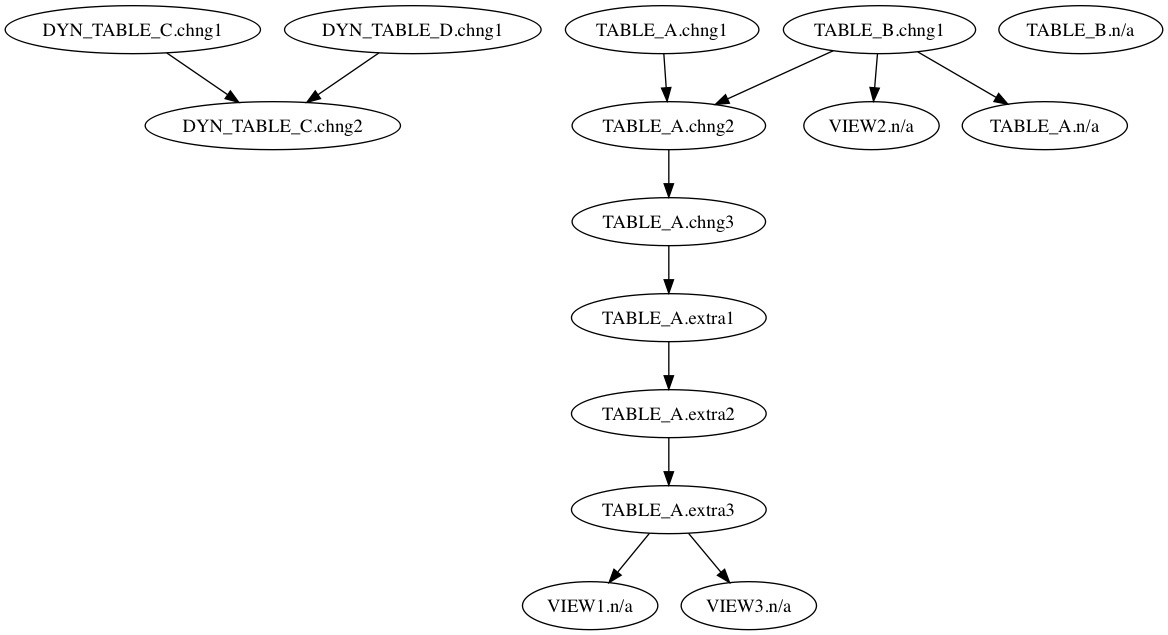 DYN_TABLE_C.chng1
DYN_TABLE_D.chng1
TABLE_A.chng1
TABLE_B.chng1
TABLE_B.n/a
DYN_TABLE_C.chng2
TABLE_A.chng2
VIEW2.n/a
TABLE_A.n/a
TABLE_A.chng3
TABLE_A.extra1
TABLE_A.extra2
TABLE_A.extra3
VIEW1.n/a
VIEW3.n/a